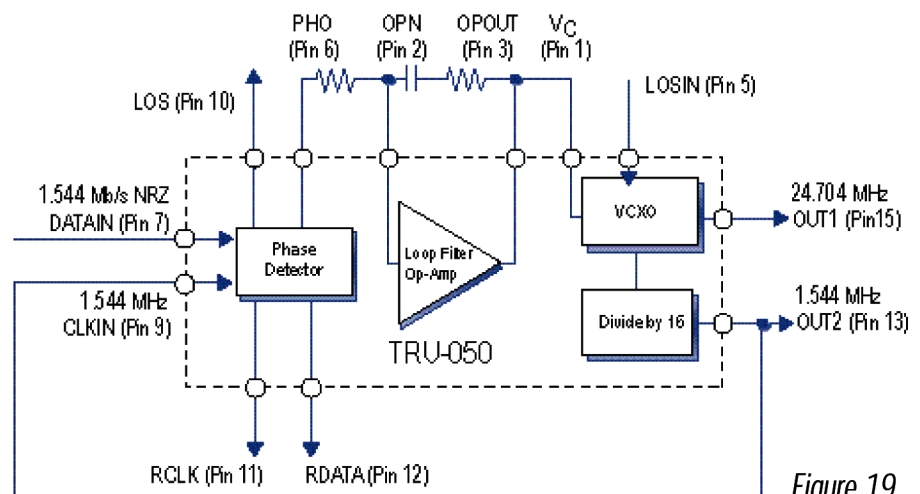 PHO
(Pin 6)
OPN
(Pin 2)
OPOUT
(Pin 3)
VC
(Pin 1)
LOS (Pin 10)
LOSIN (Pin 5)
1.544 Mb/s NRZ
DATAIN (Pin 7)
Phase
Detector
Loop Filter
Op-Amp
VCXO
24.704 MHz
OUT1 (Pin15)
1.544 MHz
CLKIN (Pin 9)
Divide by 16
1.544 MHz
OUT2 (Pin 13)
TRU-050
RCLK (Pin 11)
RDATA (Pin 12)
Figure 19